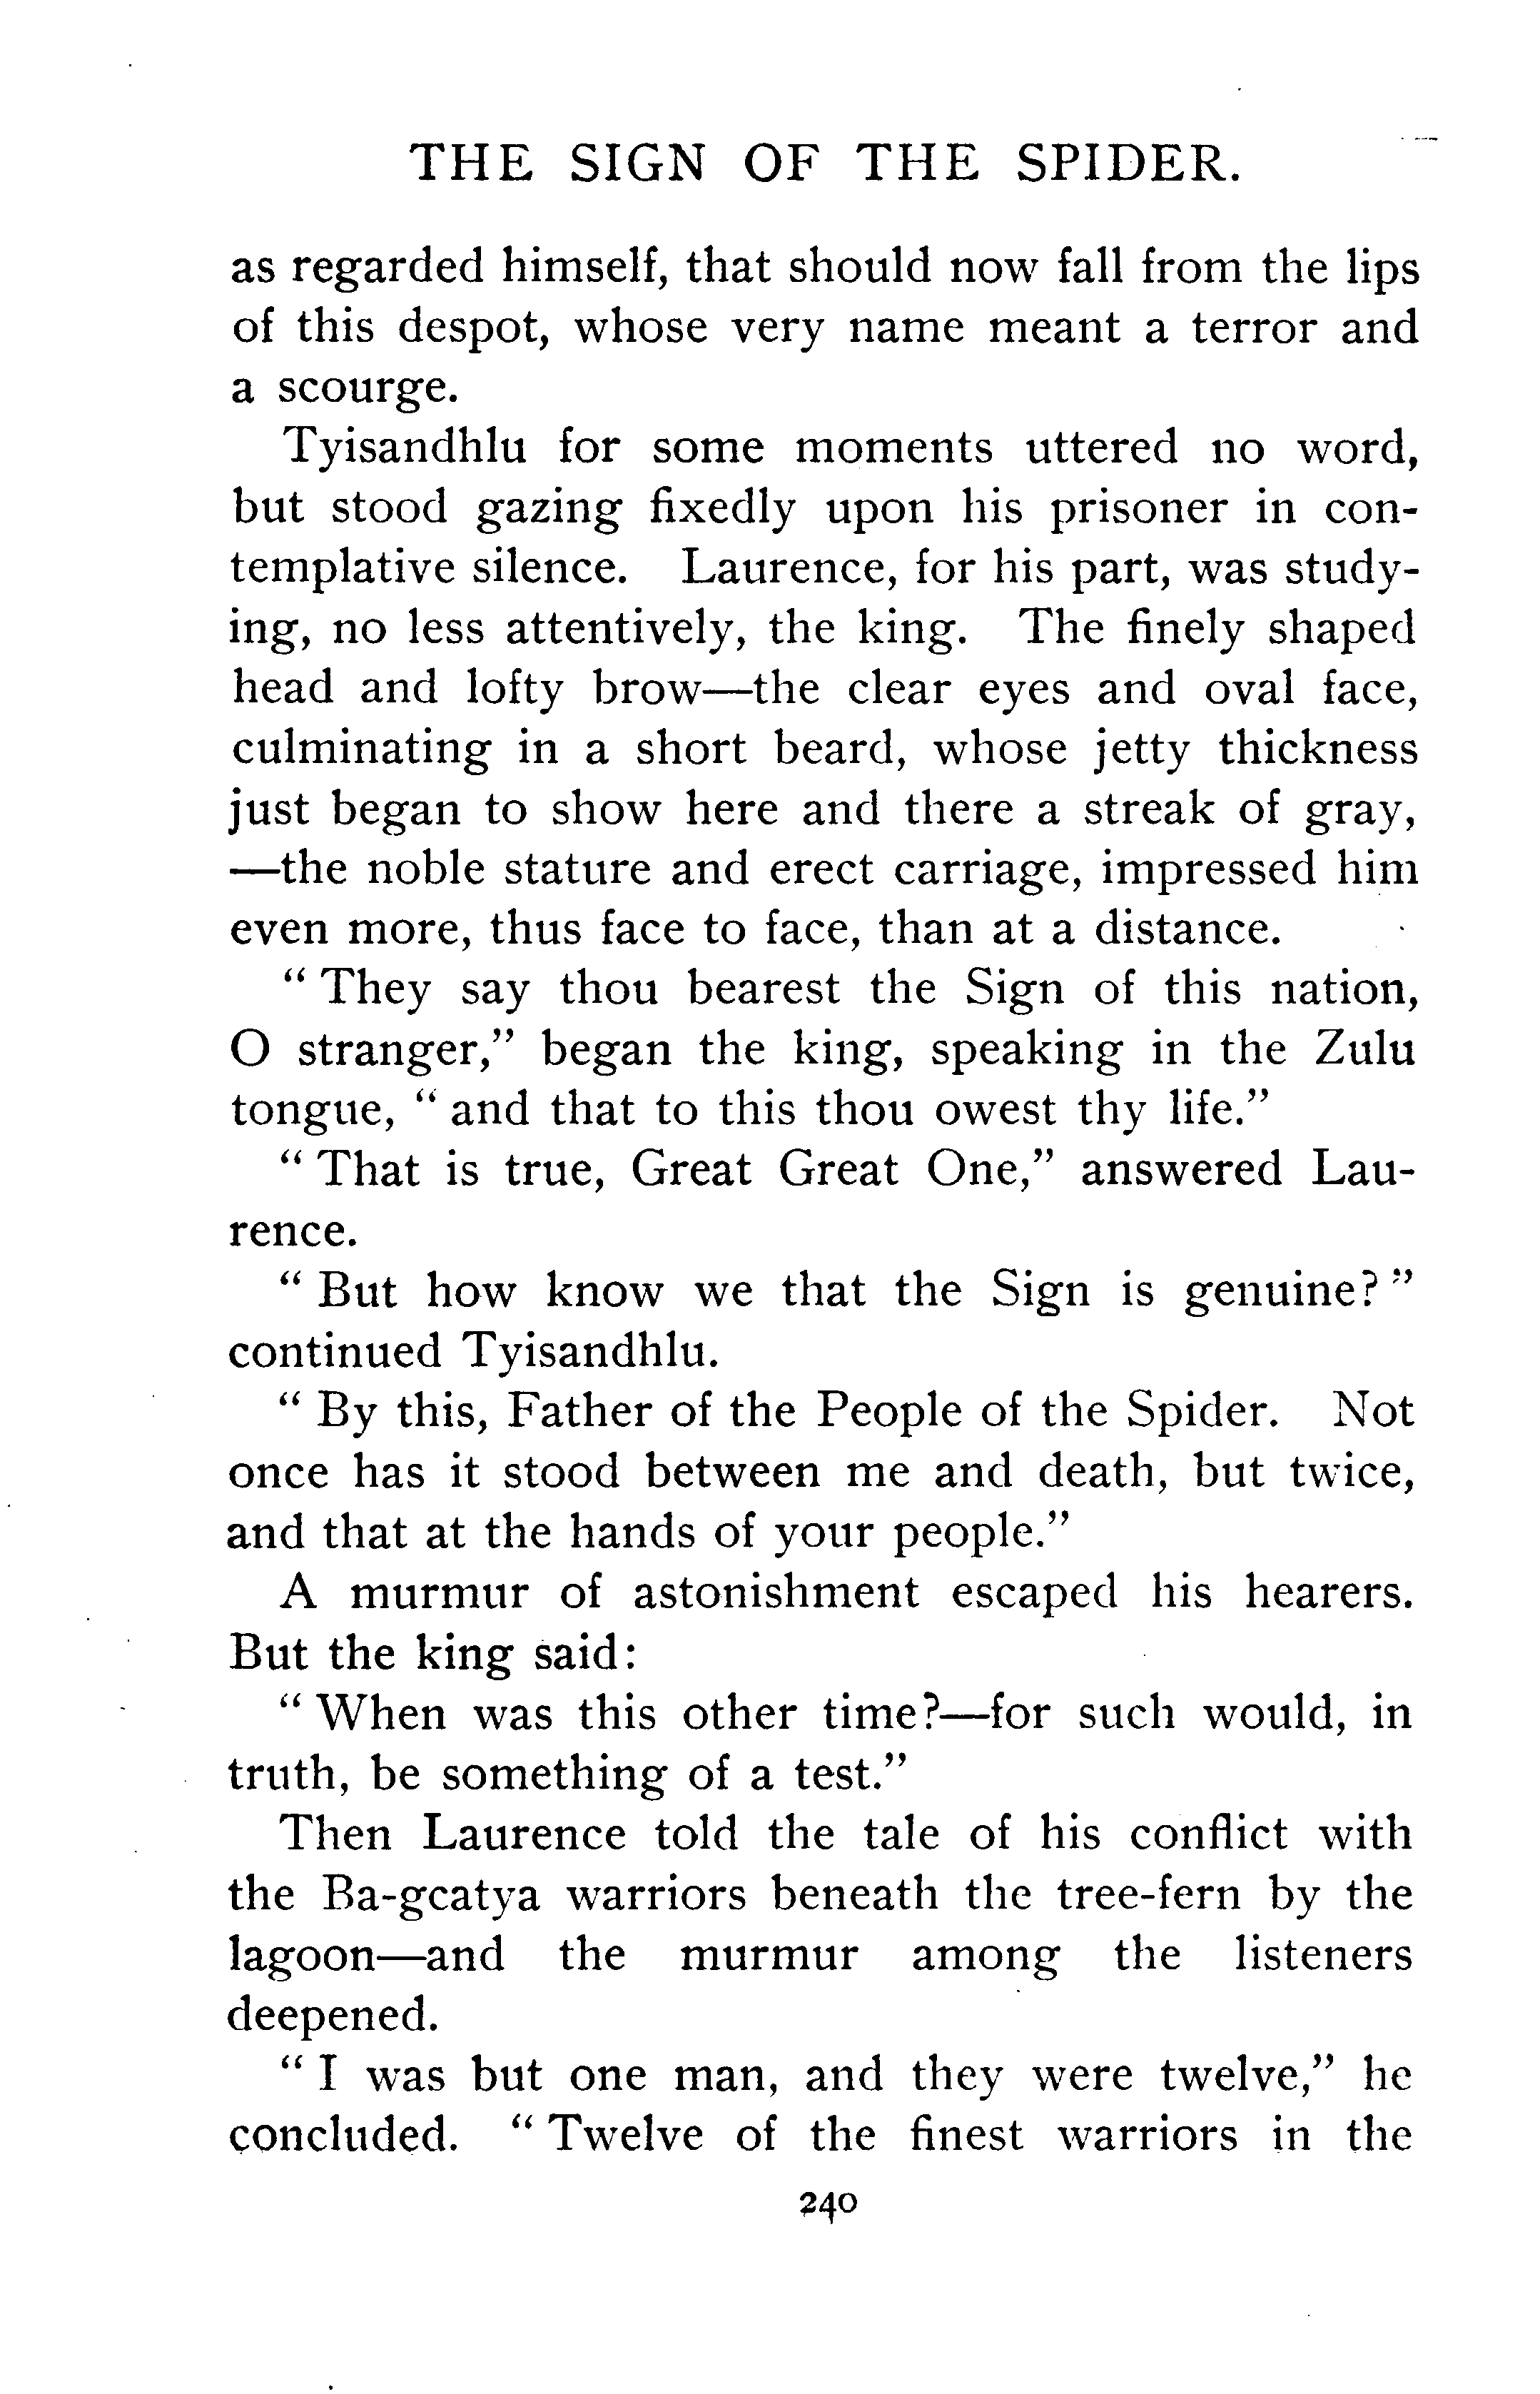 THE SIGN OF THE SPIDER.
as regarded himself, that should now fall from the lips
of this despot, whose very name meant a terror and
a scourge.
Tyisandhlu for some moments uttered no word,
but stood gazing fixedly upon his prisoner in con-
templative silence. Laurence, for his part, was study-
ing, no less attentively, the king. The finely shaped
head and lofty brow—the clear eyes and oval face,
culminating in a short beard, whose jetty thickness
just began to show here and there a streak of gray,
—the noble stature and erect carriage, impressed him
even more, thus face to face, than at a distance.
“ They say thou bearest the Sign of this nation,
O stranger,” began the king, speaking in the Zulu
tongue, “ and that to this thou owest thy life.”
“ That is true, Great Great One,” answered Lau-
rence.
“ But how know we that the Sign is genuine? ”
continued Tyisandhlu.
“ By this, Father of the People of the Spider. Not
once has it stood between me and death, but twice,
and that at the hands of your people.”
A murmur of astonishment escaped his hearers.
But the king said:
“ When was this other time?—for such would, in
truth, be something of a test.”
Then Laurence told the tale of his conflict with
the Ba-gcatya warriors beneath the tree-fern by the
lagoon—and the murmur among the listeners
deepened.
“ I was but one man, and they were twelve,” he
concluded. “ Twelve of the finest warriors in the
240